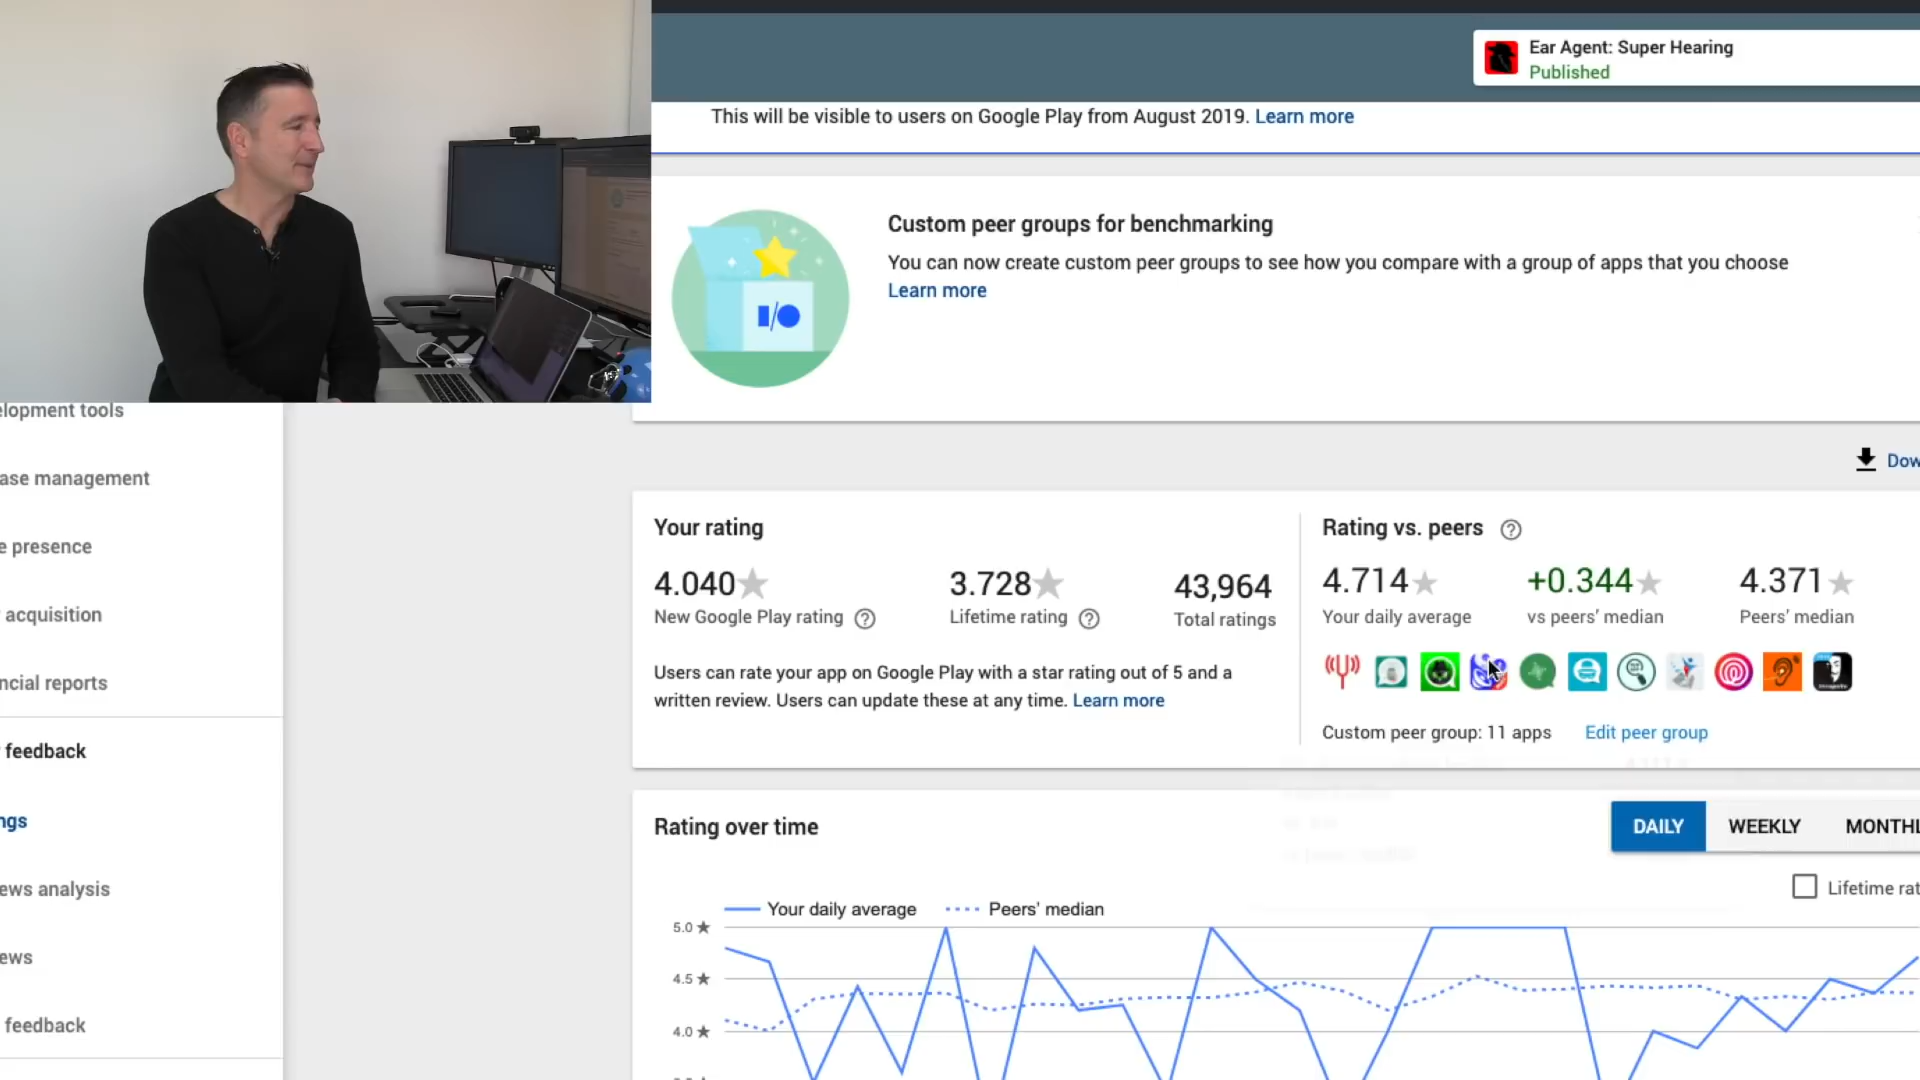 Ear Agent: Super Hearing
Published
This will be visible to users on Google Play from August 2019. Learn more
Custom peer groups for benchmarking
You can now create custom peer groups to see how you compare with a group of apps that you choose
Learn more
I/O
elopment tools
ase management
e presence
acquisition
ncial reports
feedback
ngs
ews analysis
ews
feedback
Dow
Your rating
4.040
New Google Play rating
3.728
Lifetime rating
43,964
Total ratings
Users can rate your app on Google Play with a star rating out of 5 and a
written review. Users can update these at any time. Learn more
Rating vs. peers
4.714
Your daily average
+0.344
vs peers’ median
4.371
Peers’ median
Custom peer group: 11 apps
Edit peer group
Rating over time
DAILY
WEEKLY
MONTHL
Lifetime rat
Your daily average
Peers’ median
5.0
4.5
4.0